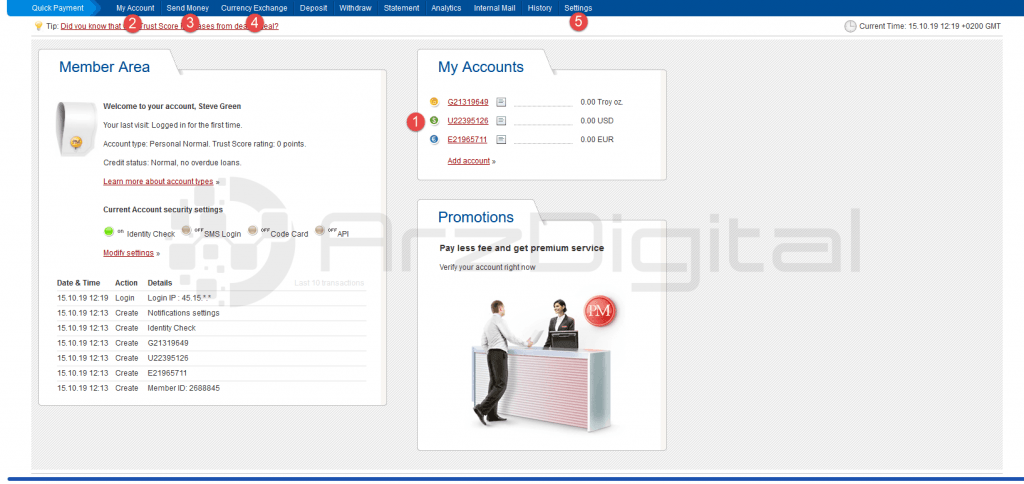 Quick Payment My Account Send Money Currency Exchange Deposit Withdraw Statement Analytics Internal Mail History Settings
2 3 4 5
Tip: Did you know that Trust Score from deal?
Current Time: 15.10.19 12:19 +0200 GMT
Member Area
Welcome to your account, Steve Green
Your last visit: Logged in for the first time.
Account type: Personal Normal. Trust Score rating: 0 points.
Credit status: Normal, no overdue loans.
Learn more about account types »
Current Account security settings
on Identity Check OFF SMS Login OFF Code Card OFF API
Modify settings »
Date & Time Action Details Last 10 transactions
15.10.19 12:19 Login Login IP : 45.15.*.*
15.10.19 12:13 Create Notifications settings
15.10.19 12:13 Create Identity Check
15.10.19 12:13 Create G21319649
15.10.19 12:13 Create U22395126
15.10.19 12:13 Create E21965711
15.10.19 12:13 Create Member ID: 2688845
My Accounts
G21319649 0.00 Troy oz.
1 U22395126 0.00 USD
E21965711 0.00 EUR
Add account »
Promotions
Pay less fee and get premium service
Verify your account right now
PM
ArzDigital